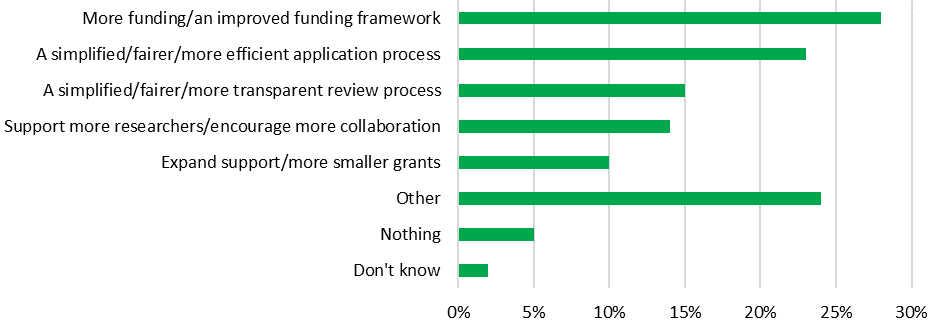 More funding/an improved funding framework
A simplified/fairer/more efficient application process
A simplified/fairer/more transparent review process
Support more researchers/encourage more collaboration
Expand support/more smaller grants
Other
Nothing
Don't know
0% 5% 10% 15% 20% 25% 30%